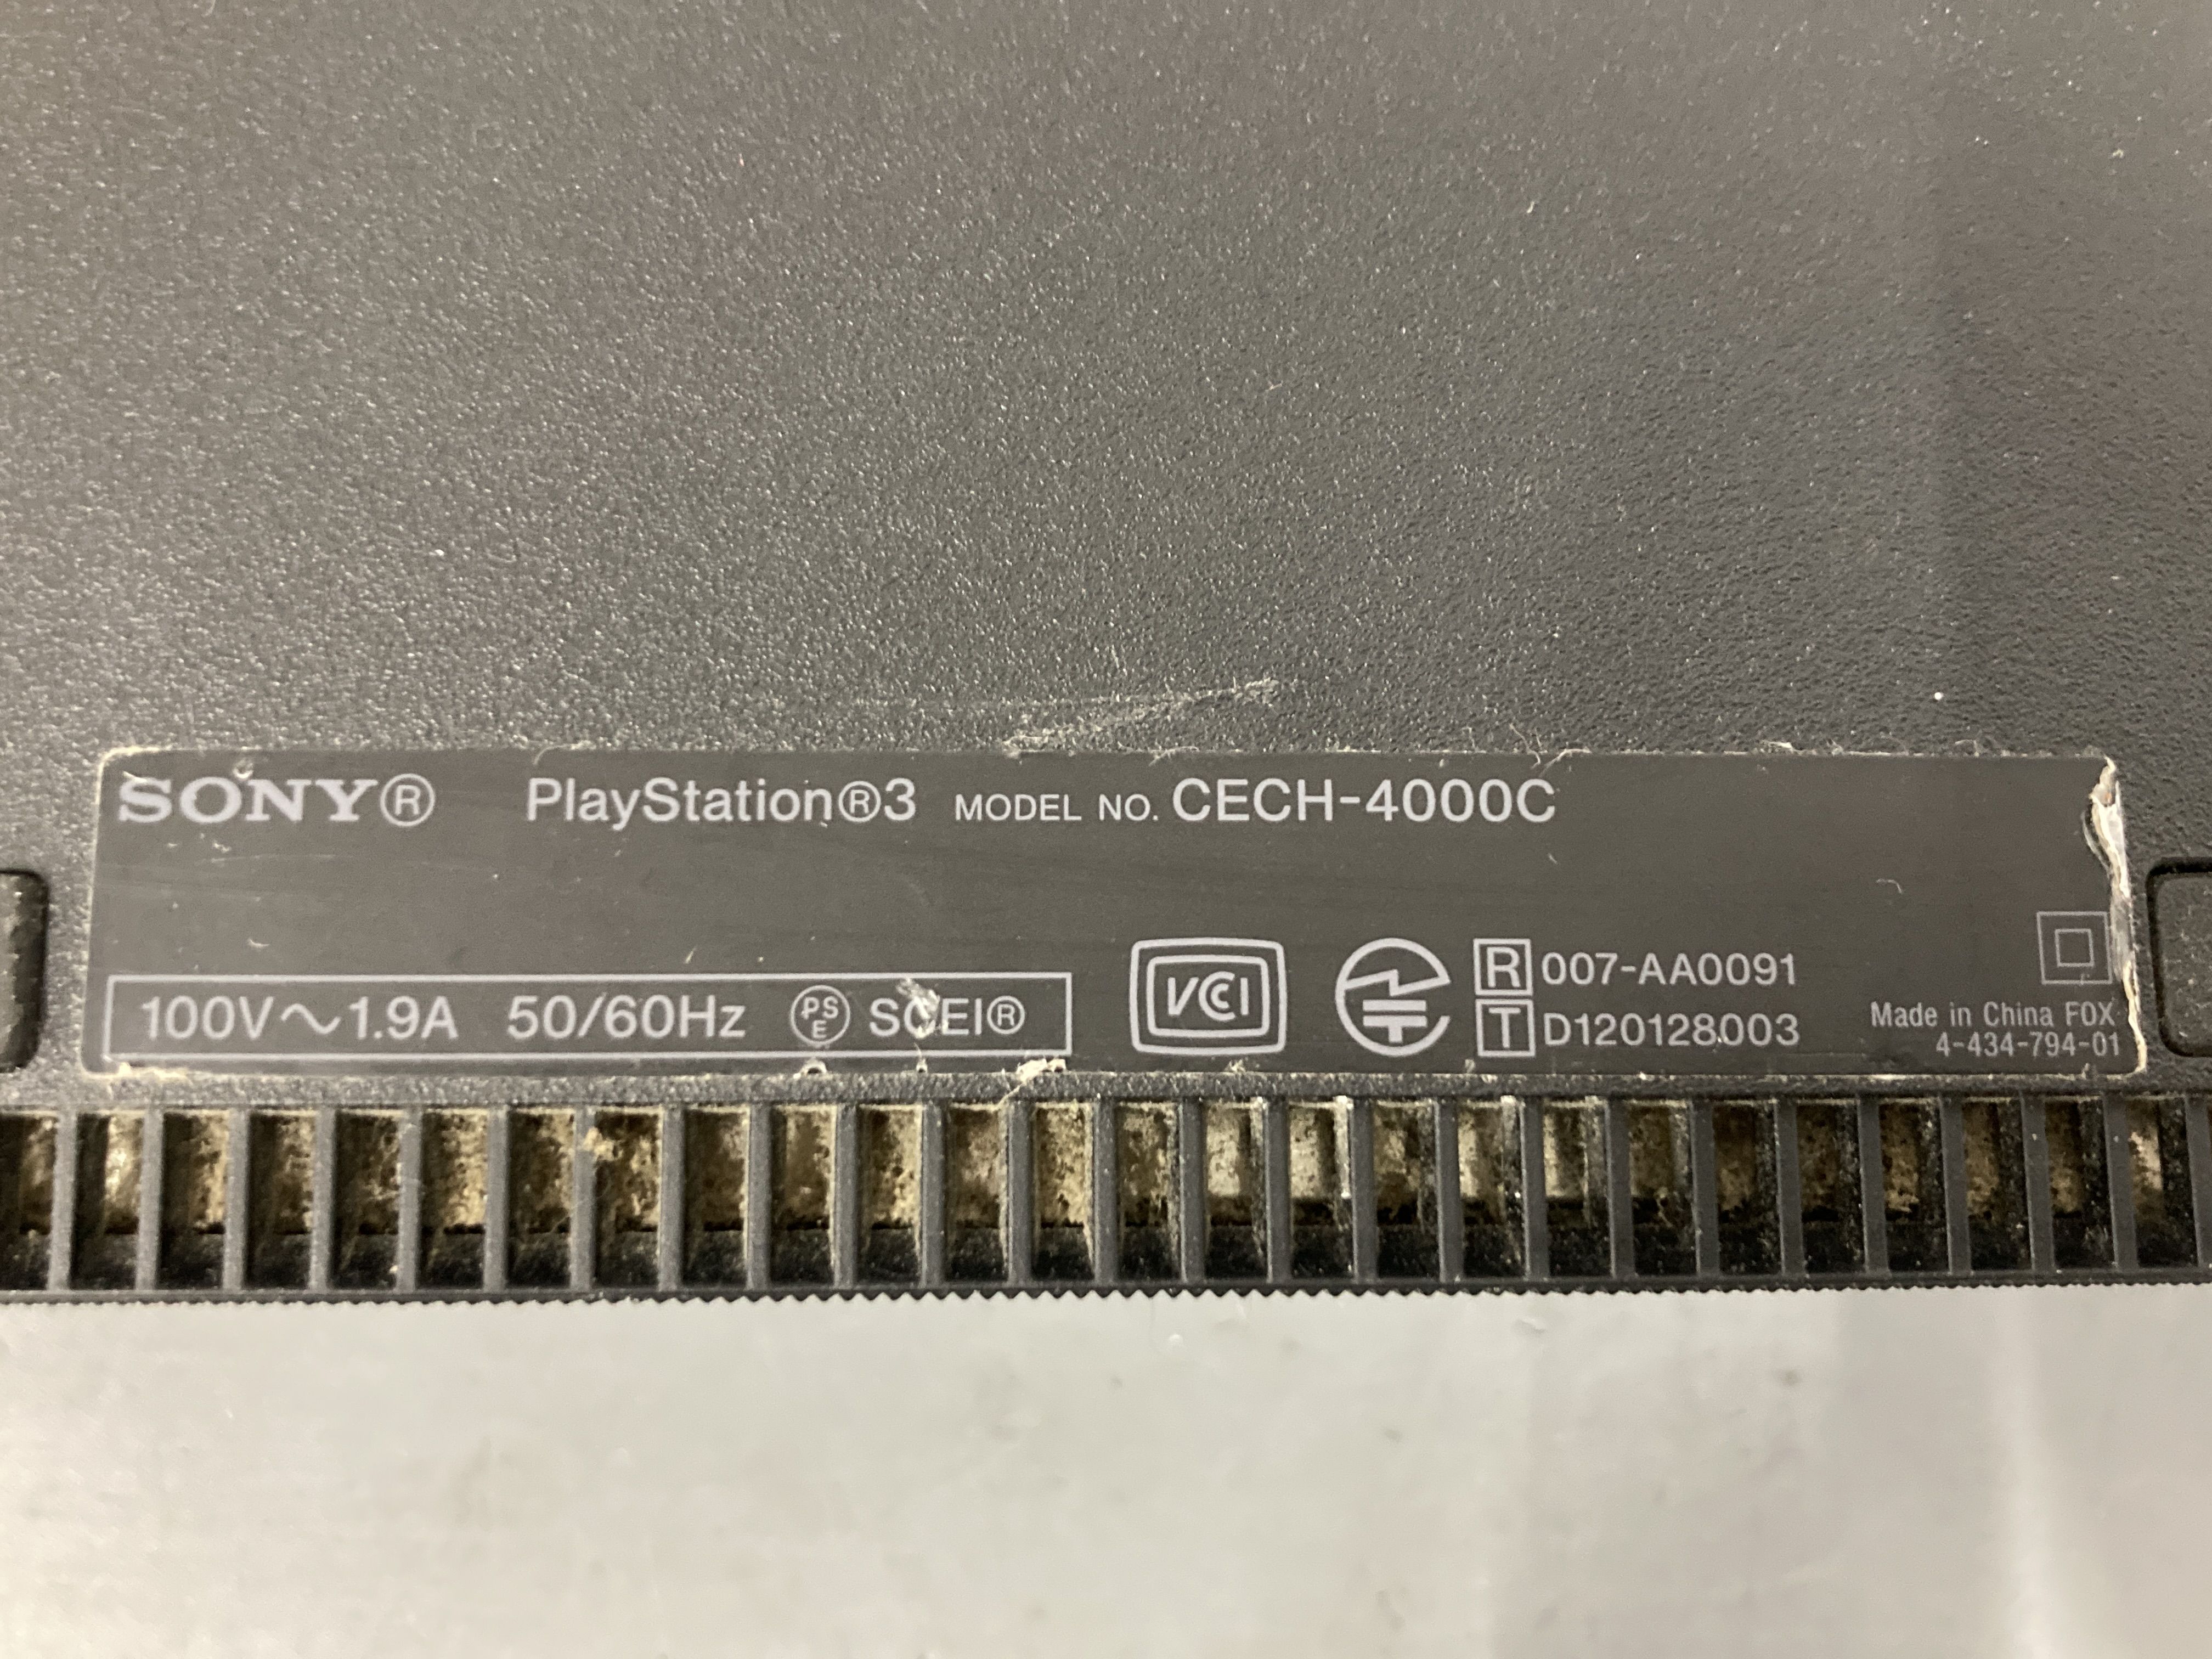 SONY® PlayStation®3 MODEL NO. CECH-4000C
100V～1.9A 50/60Hz PSE SCEI® VCCI R 007-AA0091
T D120128003
Made in China FOX
4-434-794-01